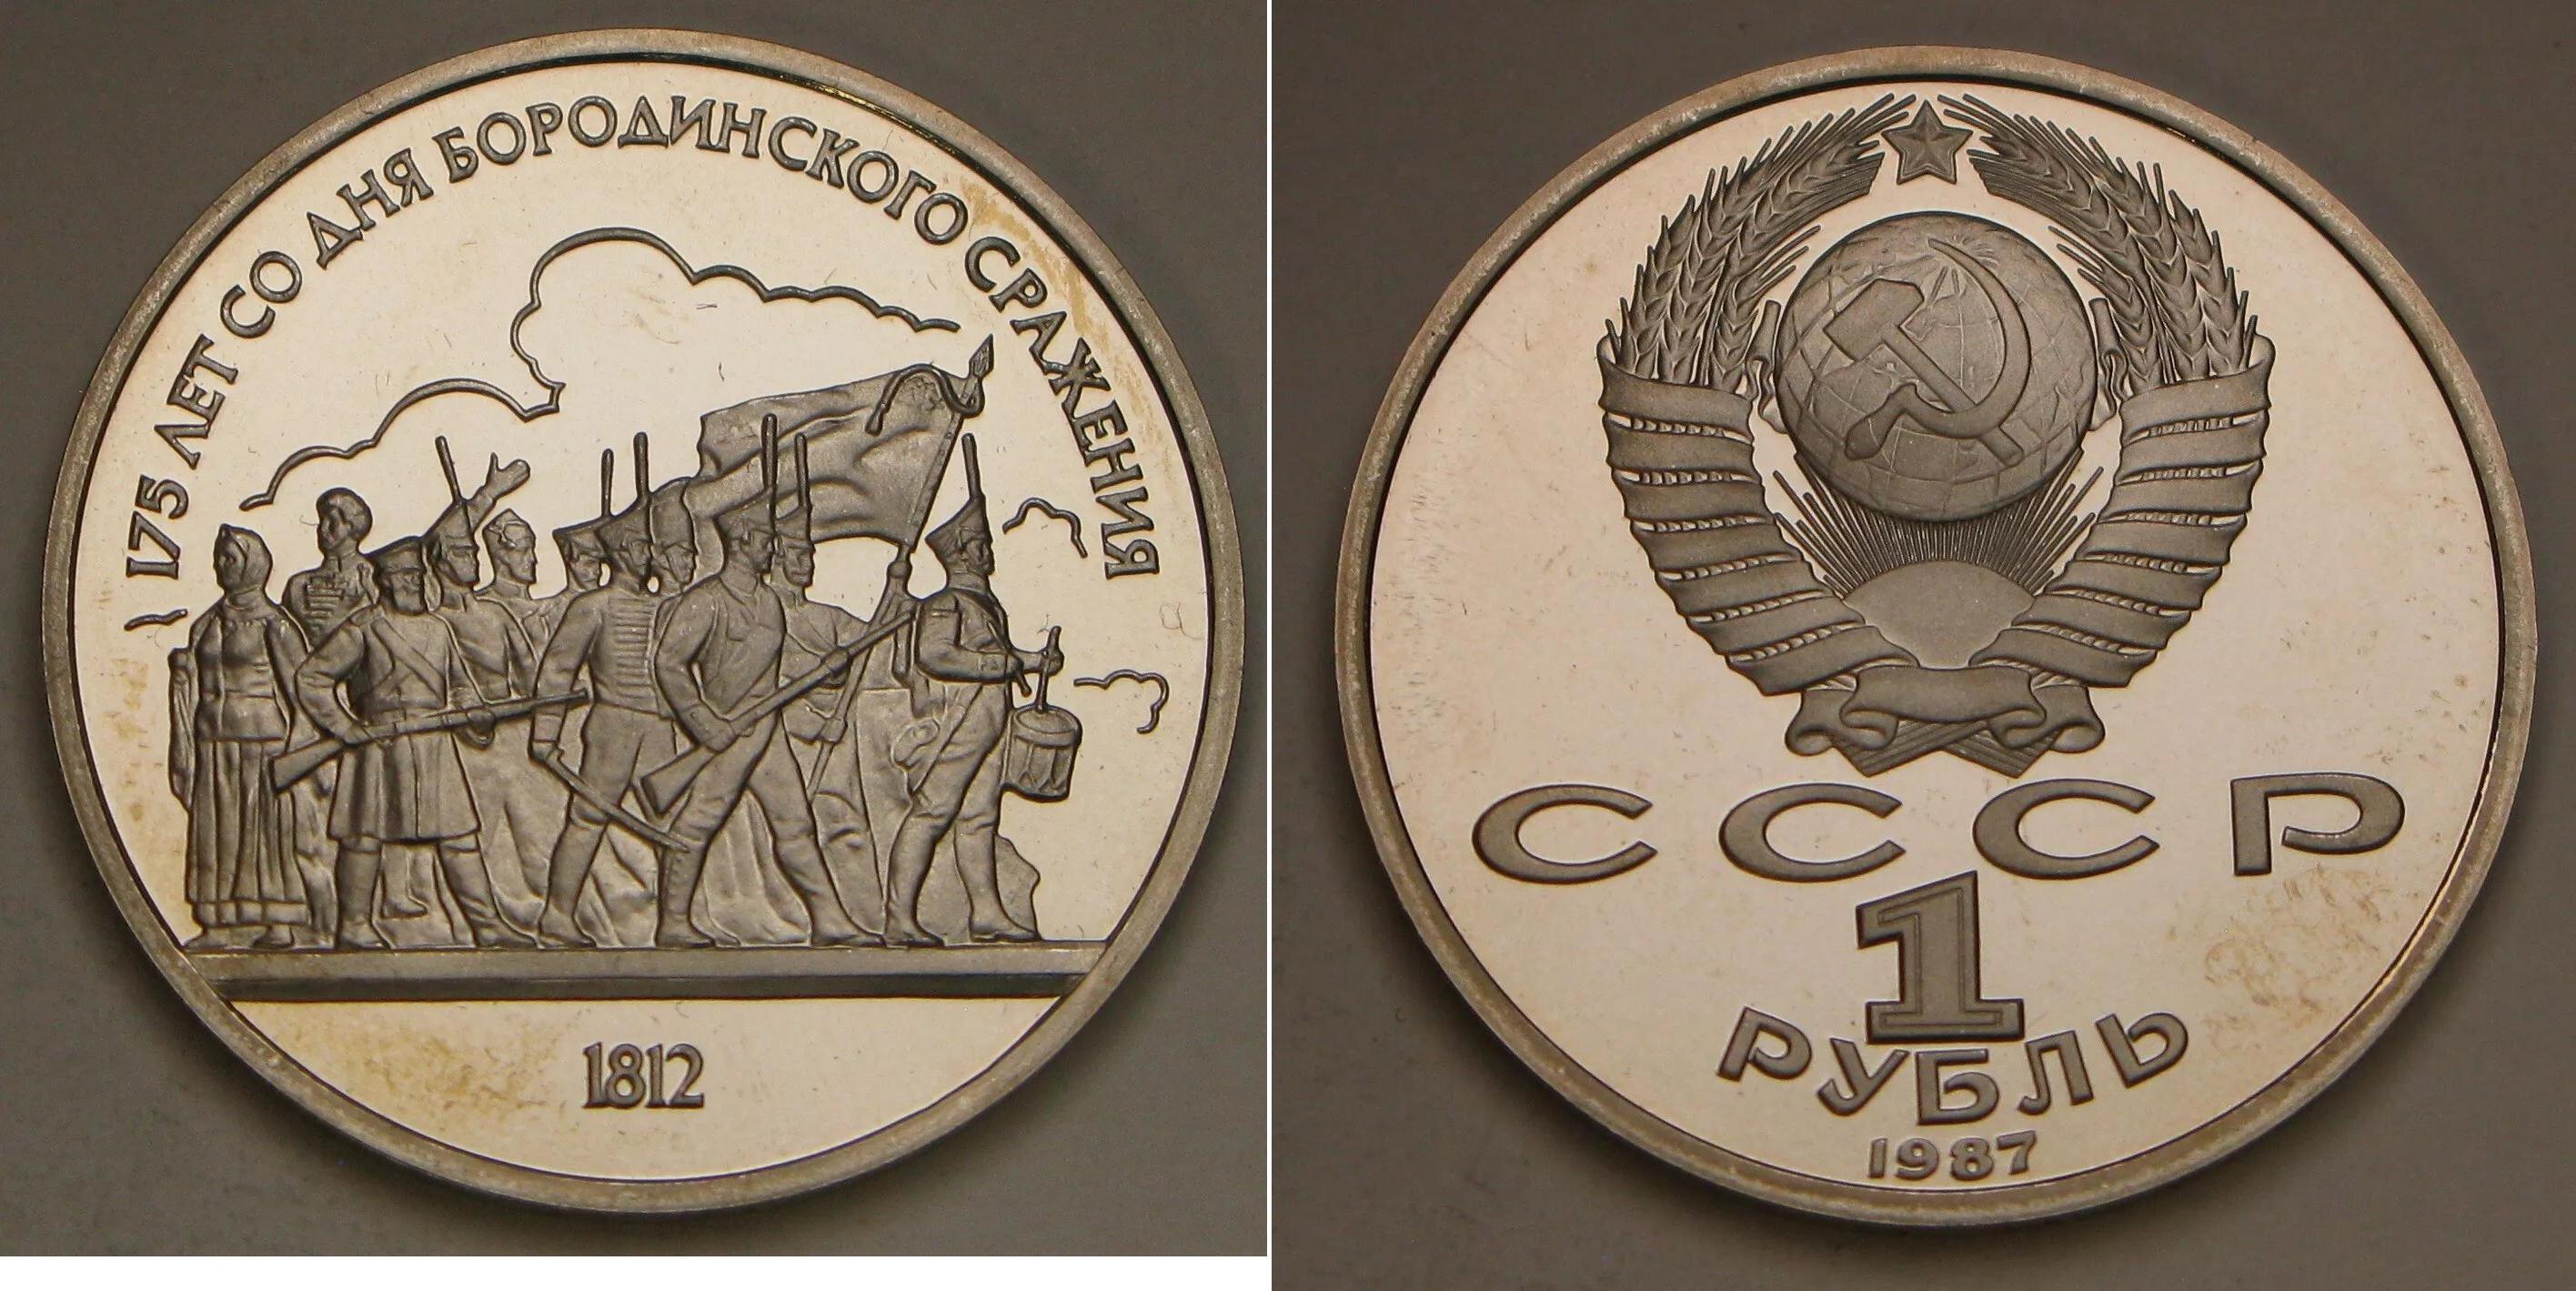 175 ЛЕТ СО ДНЯ БОРОДИНСКОГО СРАЖЕНИЯ
1812
СССР
1
РУБЛЬ
1987